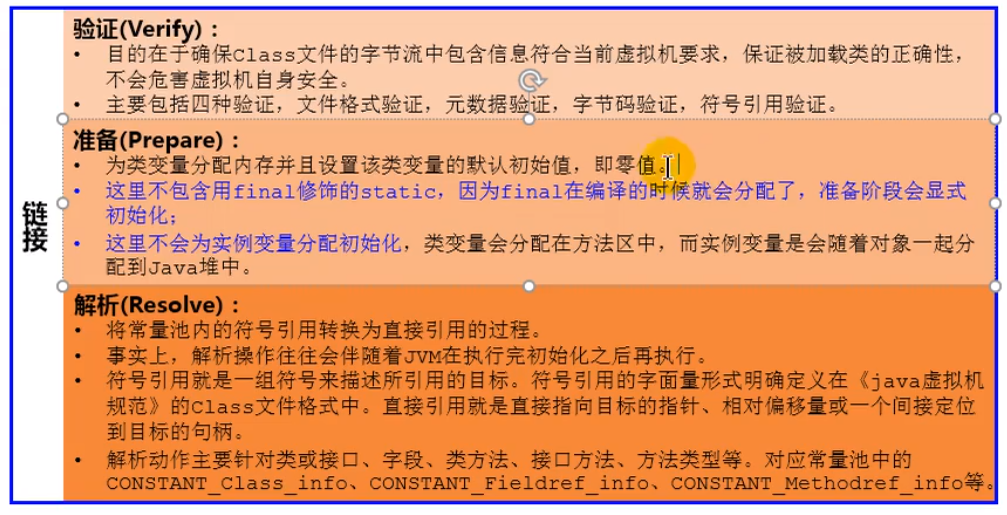 链接
验证(Verify)：
• 目的在于确保Class文件的字节流中包含信息符合当前虚拟机要求，保证被加载类的正确性，
不会危害虚拟机自身安全。
• 主要包括四种验证，文件格式验证，元数据验证，字节码验证，符号引用验证。
准备(Prepare)：
• 为类变量分配内存并且设置该类变量的默认初始值，即零值。
• 这里不包含用final修饰的static，因为final在编译的时候就会分配了，准备阶段会显式
初始化；
• 这里不会为实例变量分配初始化，类变量会分配在方法区中，而实例变量是会随着对象一起分
配到Java堆中。
解析(Resolve)：
• 将常量池内的符号引用转换为直接引用的过程。
• 事实上，解析操作往往会伴随着JVM在执行完初始化之后再执行。
• 符号引用就是一组符号来描述所引用的目标。符号引用的字面量形式明确定义在《java虚拟机
规范》的Class文件格式中。直接引用就是直接指向目标的指针、相对偏移量或一个间接定位
到目标的句柄。
• 解析动作主要针对类或接口、字段、类方法、接口方法、方法类型等。对应常量池中的
CONSTANT_Class_info、CONSTANT_Fieldref_info、CONSTANT_Methodref_info等。